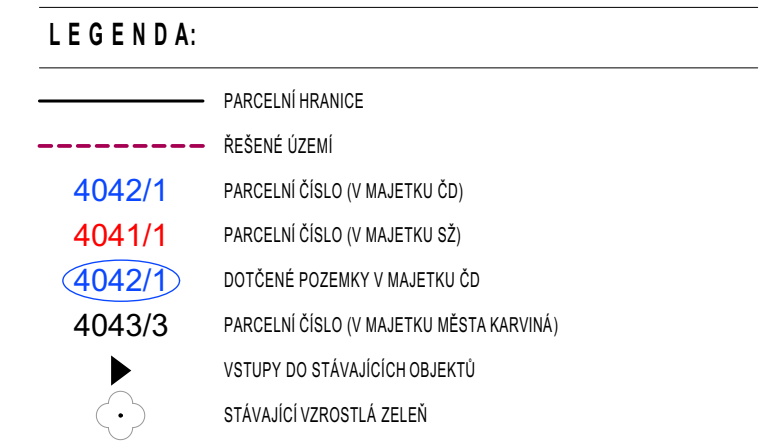 LEGENDA:
PARCELNÍ HRANICE
ŘEŠENÉ ÚZEMÍ
4042/1 PARCELNÍ ČÍSLO (V MAJETKU ČD)
4041/1 PARCELNÍ ČÍSLO (V MAJETKU SŽ)
4042/1 DOTČENÉ POZEMKY V MAJETKU ČD
4043/3 PARCELNÍ ČÍSLO (V MAJETKU MĚSTA KARVINÁ)
VSTUPY DO STÁVAJÍCÍCH OBJEKTŮ
STÁVAJÍCÍ VZROSTLÁ ZELEŇ